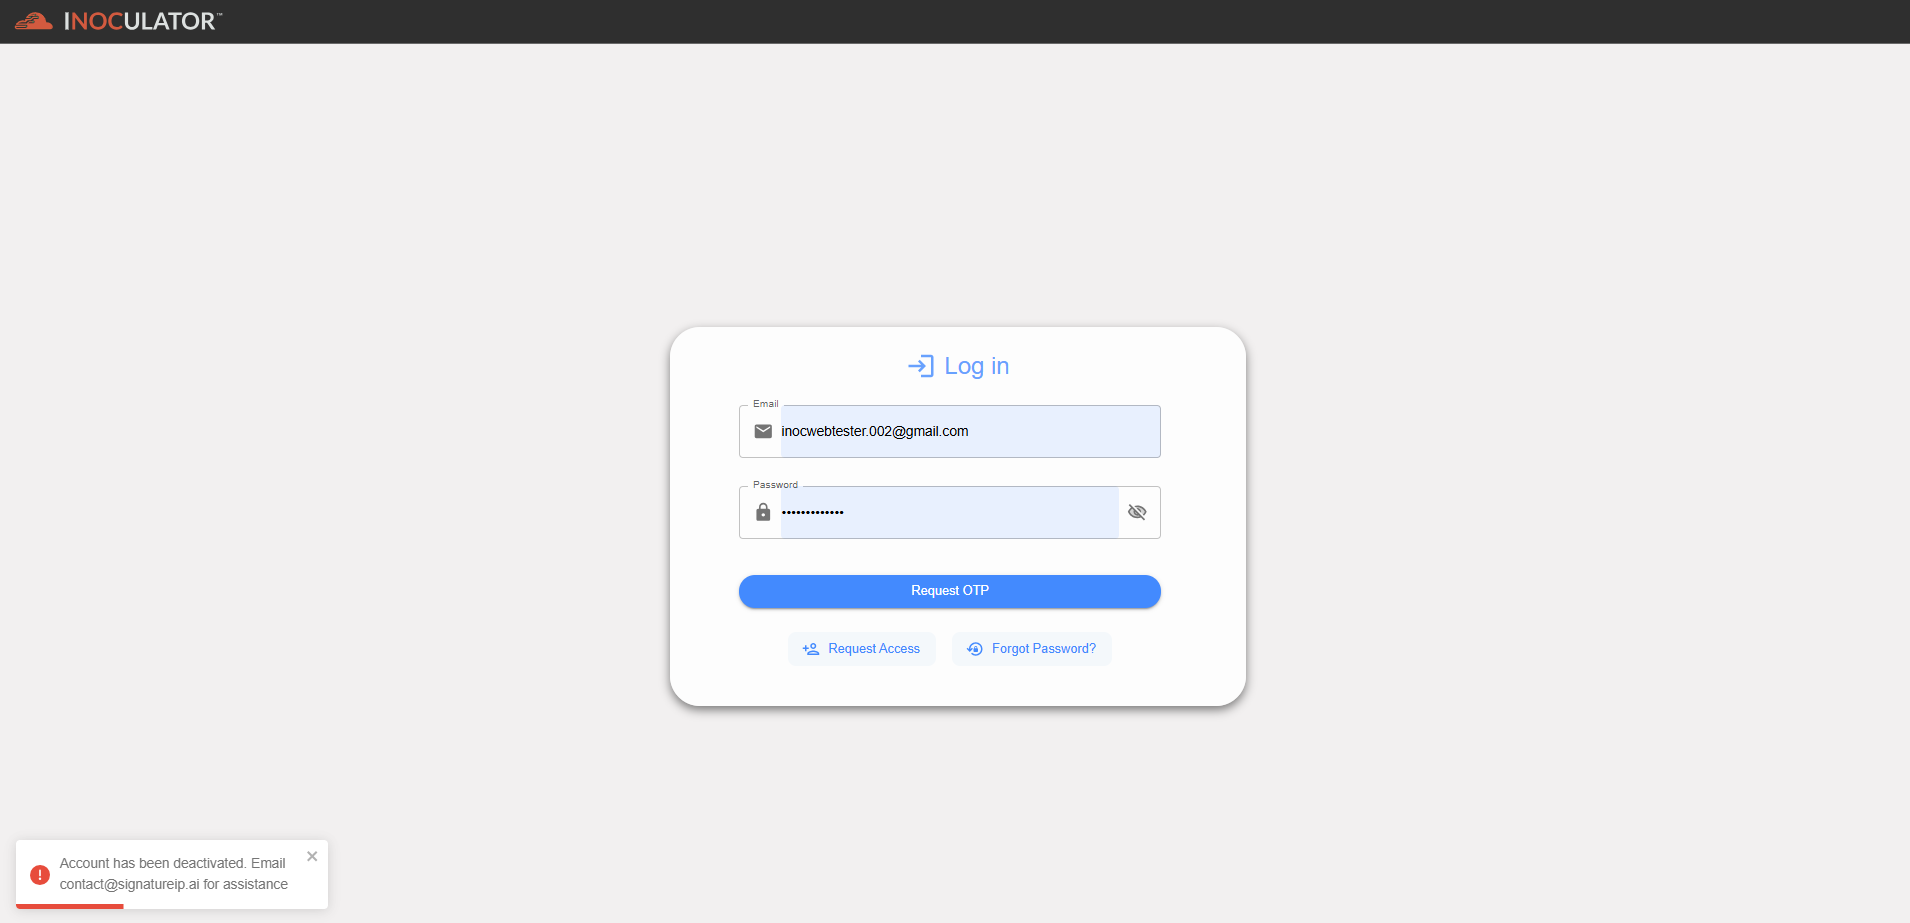 INOCULATOR™
Log in
Email
inocwebtester.002@gmail.com
Password
•••••••••••••
Request OTP
Request Access
Forgot Password?
Account has been deactivated. Email
contact@signatureip.ai for assistance